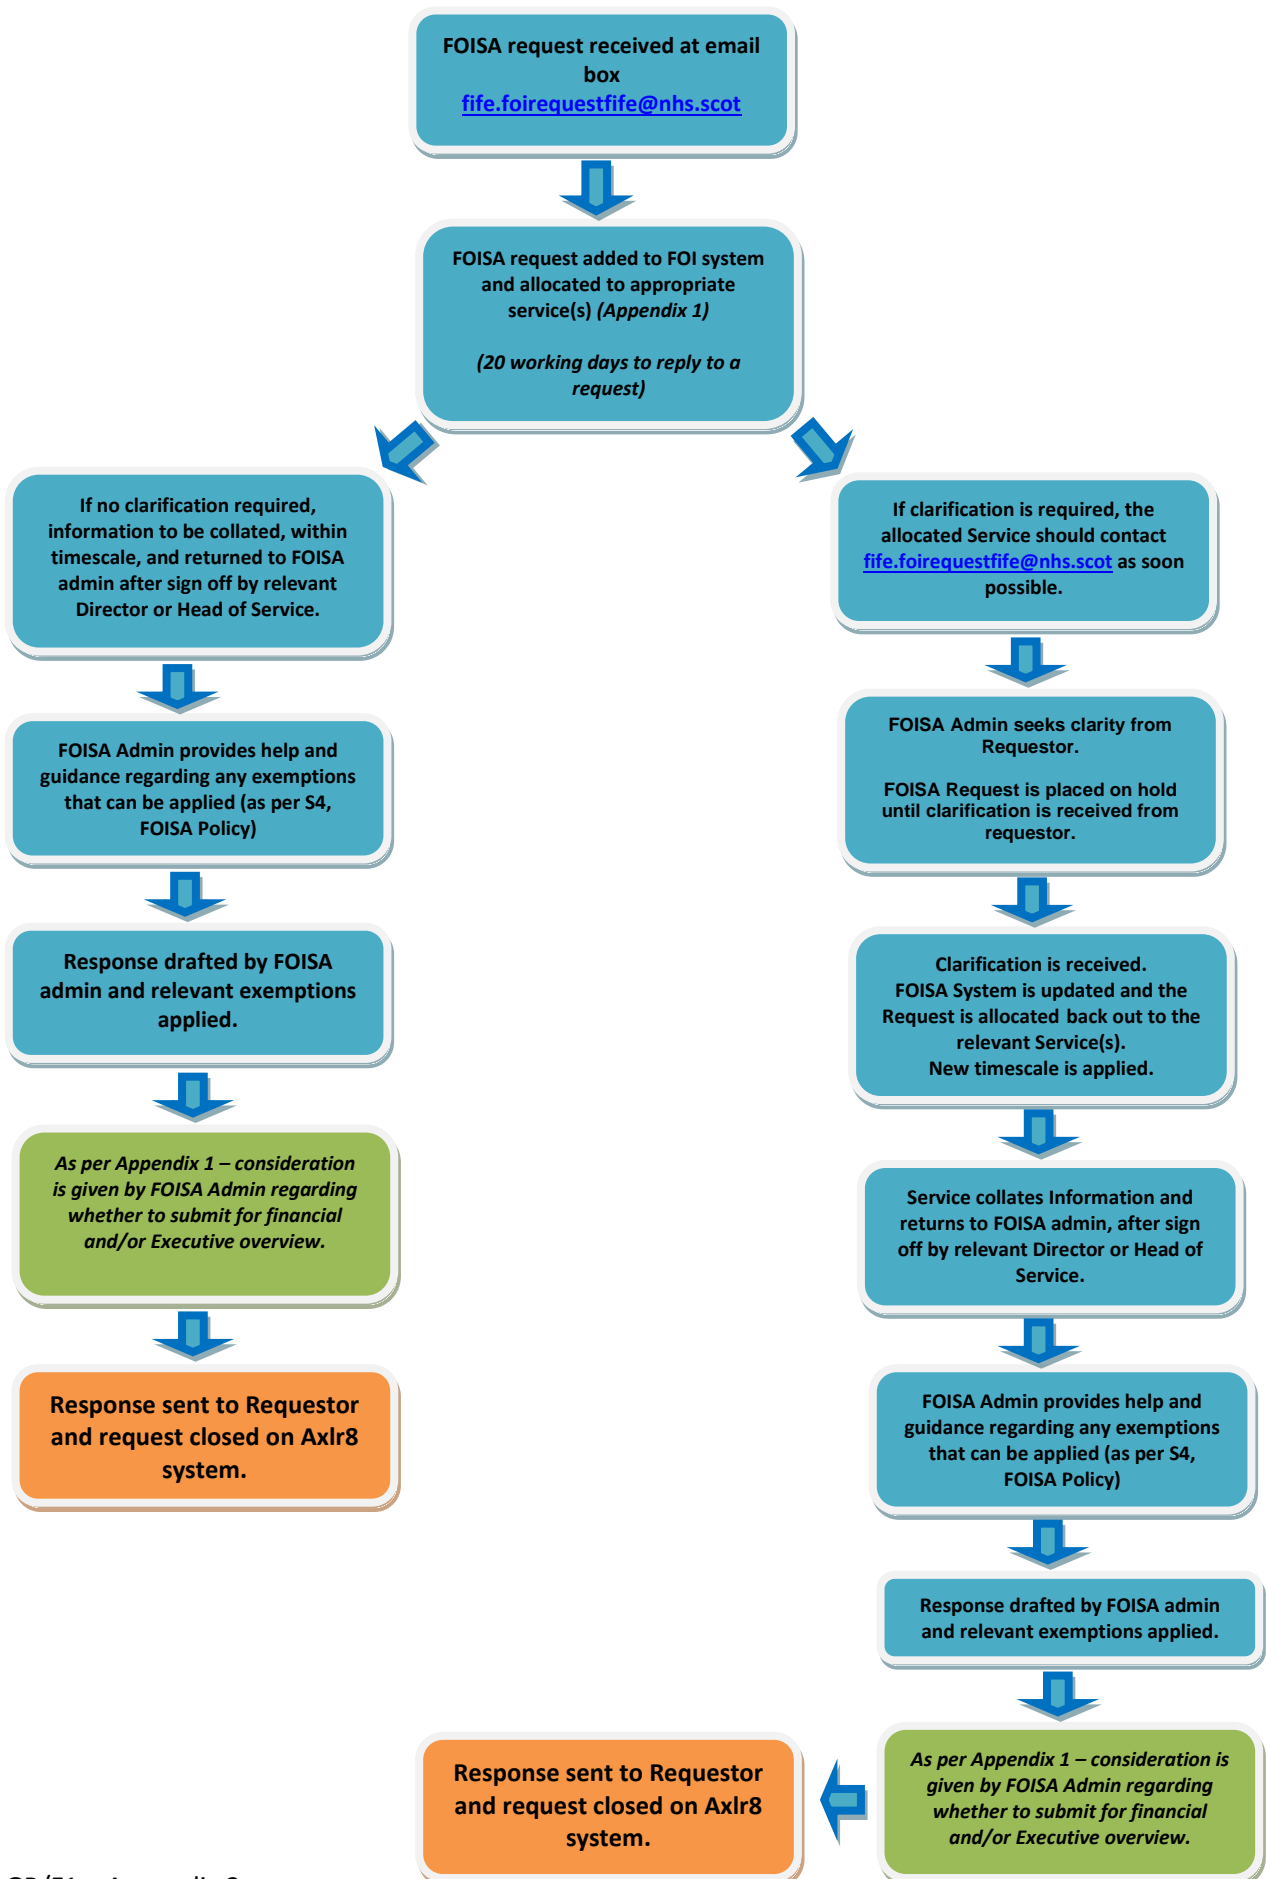 FOISA request received at email
box
fife.foirequestfife@nhs.scot
FOISA request added to FOI system
and allocated to appropriate
service(s) (Appendix 1)
(20 working days to reply to a
request)
If no clarification required,
information to be collated, within
timescale, and returned to FOISA
admin after sign off by relevant
Director or Head of Service.
FOISA Admin provides help and
guidance regarding any exemptions
that can be applied (as per S4,
FOISA Policy)
Response drafted by FOISA
admin and relevant exemptions
applied.
As per Appendix 1 – consideration
is given by FOISA Admin regarding
whether to submit for financial
and/or Executive overview.
Response sent to Requestor
and request closed on Axlr8
system.
If clarification is required, the
allocated Service should contact
fife.foirequestfife@nhs.scot as soon
possible.
FOISA Admin seeks clarity from
Requestor.
FOISA Request is placed on hold
until clarification is received from
requestor.
Clarification is received.
FOISA System is updated and the
Request is allocated back out to the
relevant Service(s).
New timescale is applied.
Service collates Information and
returns to FOISA admin, after sign
off by relevant Director or Head of
Service.
FOISA Admin provides help and
guidance regarding any exemptions
that can be applied (as per S4,
FOISA Policy)
Response drafted by FOISA admin
and relevant exemptions applied.
As per Appendix 1 – consideration is
given by FOISA Admin regarding
whether to submit for financial
and/or Executive overview.
Response sent to Requestor
and request closed on Axlr8
system.